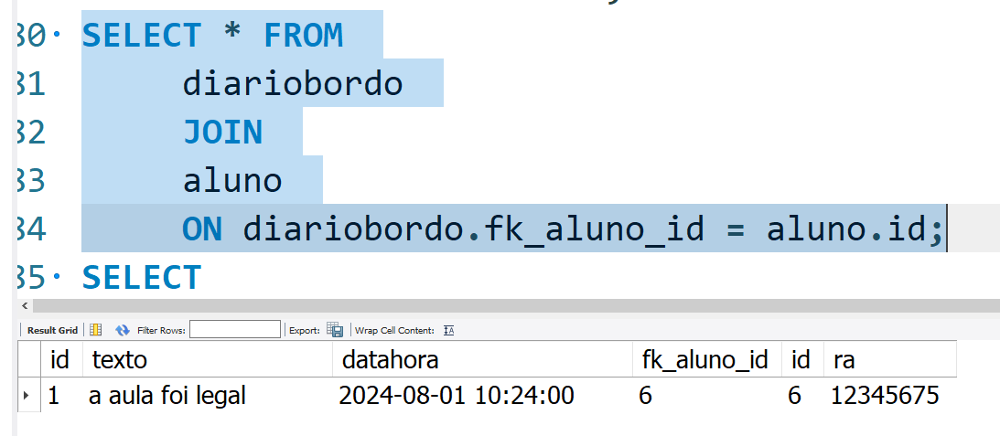 30 SELECT * FROM
31 diariobordo
32 JOIN
33 aluno
34 ON diariobordo.fk_aluno_id = aluno.id;
35 SELECT
Result Grid Filter Rows: Export: Wrap Cell Content:
id texto datahora fk_aluno_id id ra
1 a aula foi legal 2024-08-01 10:24:00 6 6 12345675